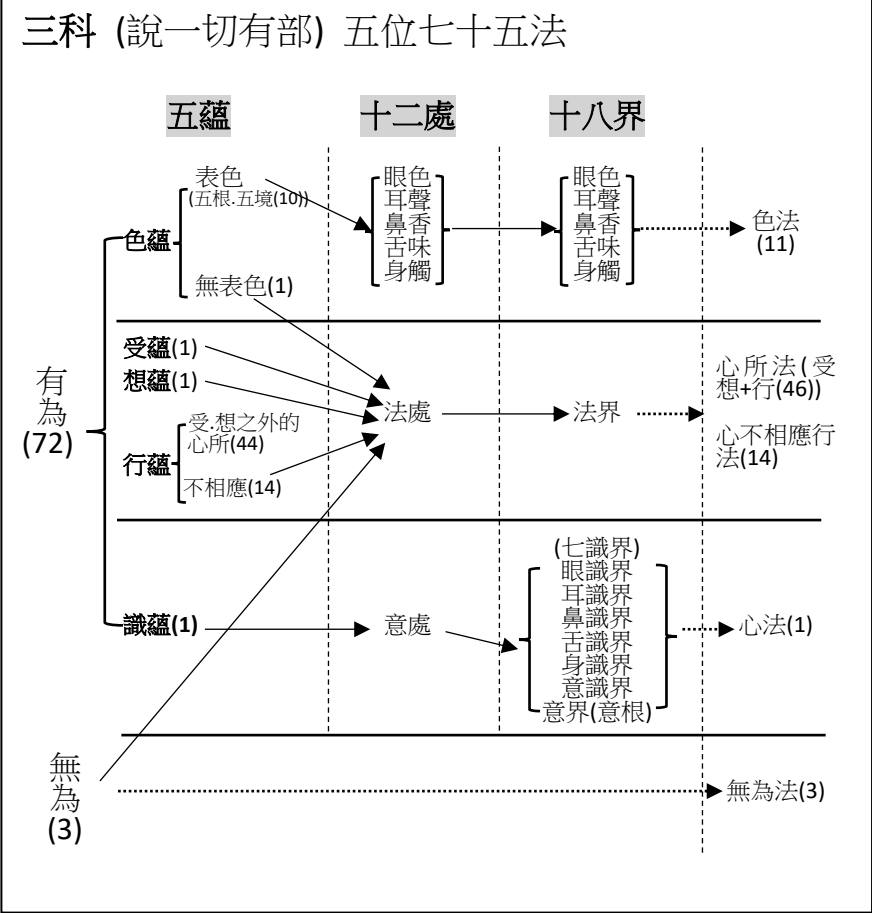 三科 (說一切有部) 五位七十五法
五蘊
十二處
十八界
有
為
(72)
色蘊
表色
(五根.五境(10))
無表色(1)
眼色
耳聲
鼻香
舌味
身觸
眼色
耳聲
鼻香
舌味
身觸
色法
(11)
受蘊(1)
想蘊(1)
行蘊
受.想之外的
心所(44)
不相應(14)
法處
法界
心所法(受
想+行(46))
心不相應行
法(14)
識蘊(1)
意處
(七識界)
眼識界
耳識界
鼻識界
舌識界
身識界
意識界
意界(意根)
心法(1)
無
為
(3)
無為法(3)